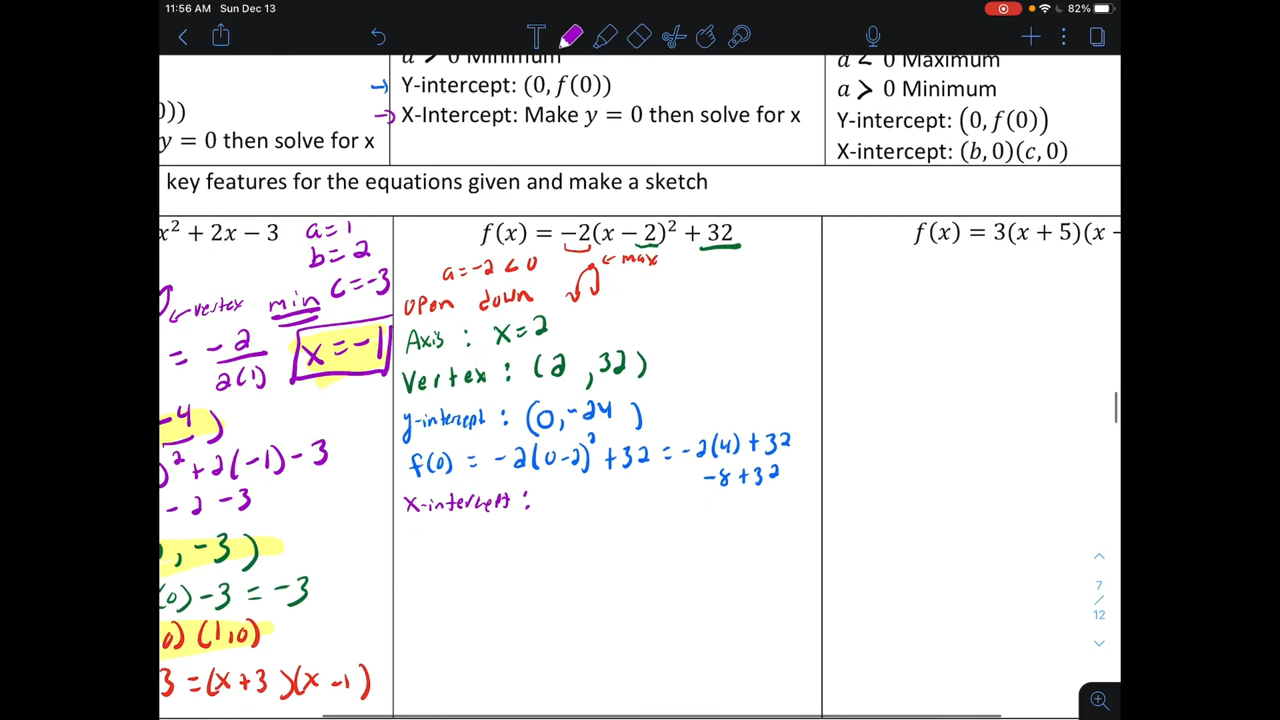 11:56 AM Sun Dec 13
82%
T
0))
y = 0 then solve for x
a > 0 Minimum
→ Y-intercept: (0, f(0))
→ X-Intercept: Make y = 0 then solve for x
a < 0 Maximum
a > 0 Minimum
Y-intercept: (0, f(0))
X-intercept: (b, 0)(c, 0)
key features for the equations given and make a sketch
x² + 2x − 3
a = 1
b = 2
c = -3
← vertex min
= -2/2(1) x = -1
-4)
)² + 2(-1) - 3
- 2 - 3
, -3)
(0) - 3 = -3
0) (1,0)
3 = (x+3)(x-1)
f(x) = −2(x − 2)² + 32
a = -2 < 0 ← max
open down
Axis : x = 2
Vertex : (2, 32)
y-intercept : (0, -24)
f(0) = -2(0-2)² + 32 = -2(4) + 32
-8 + 32
x-intercept :
f(x) = 3(x + 5)(x −
7
/
12